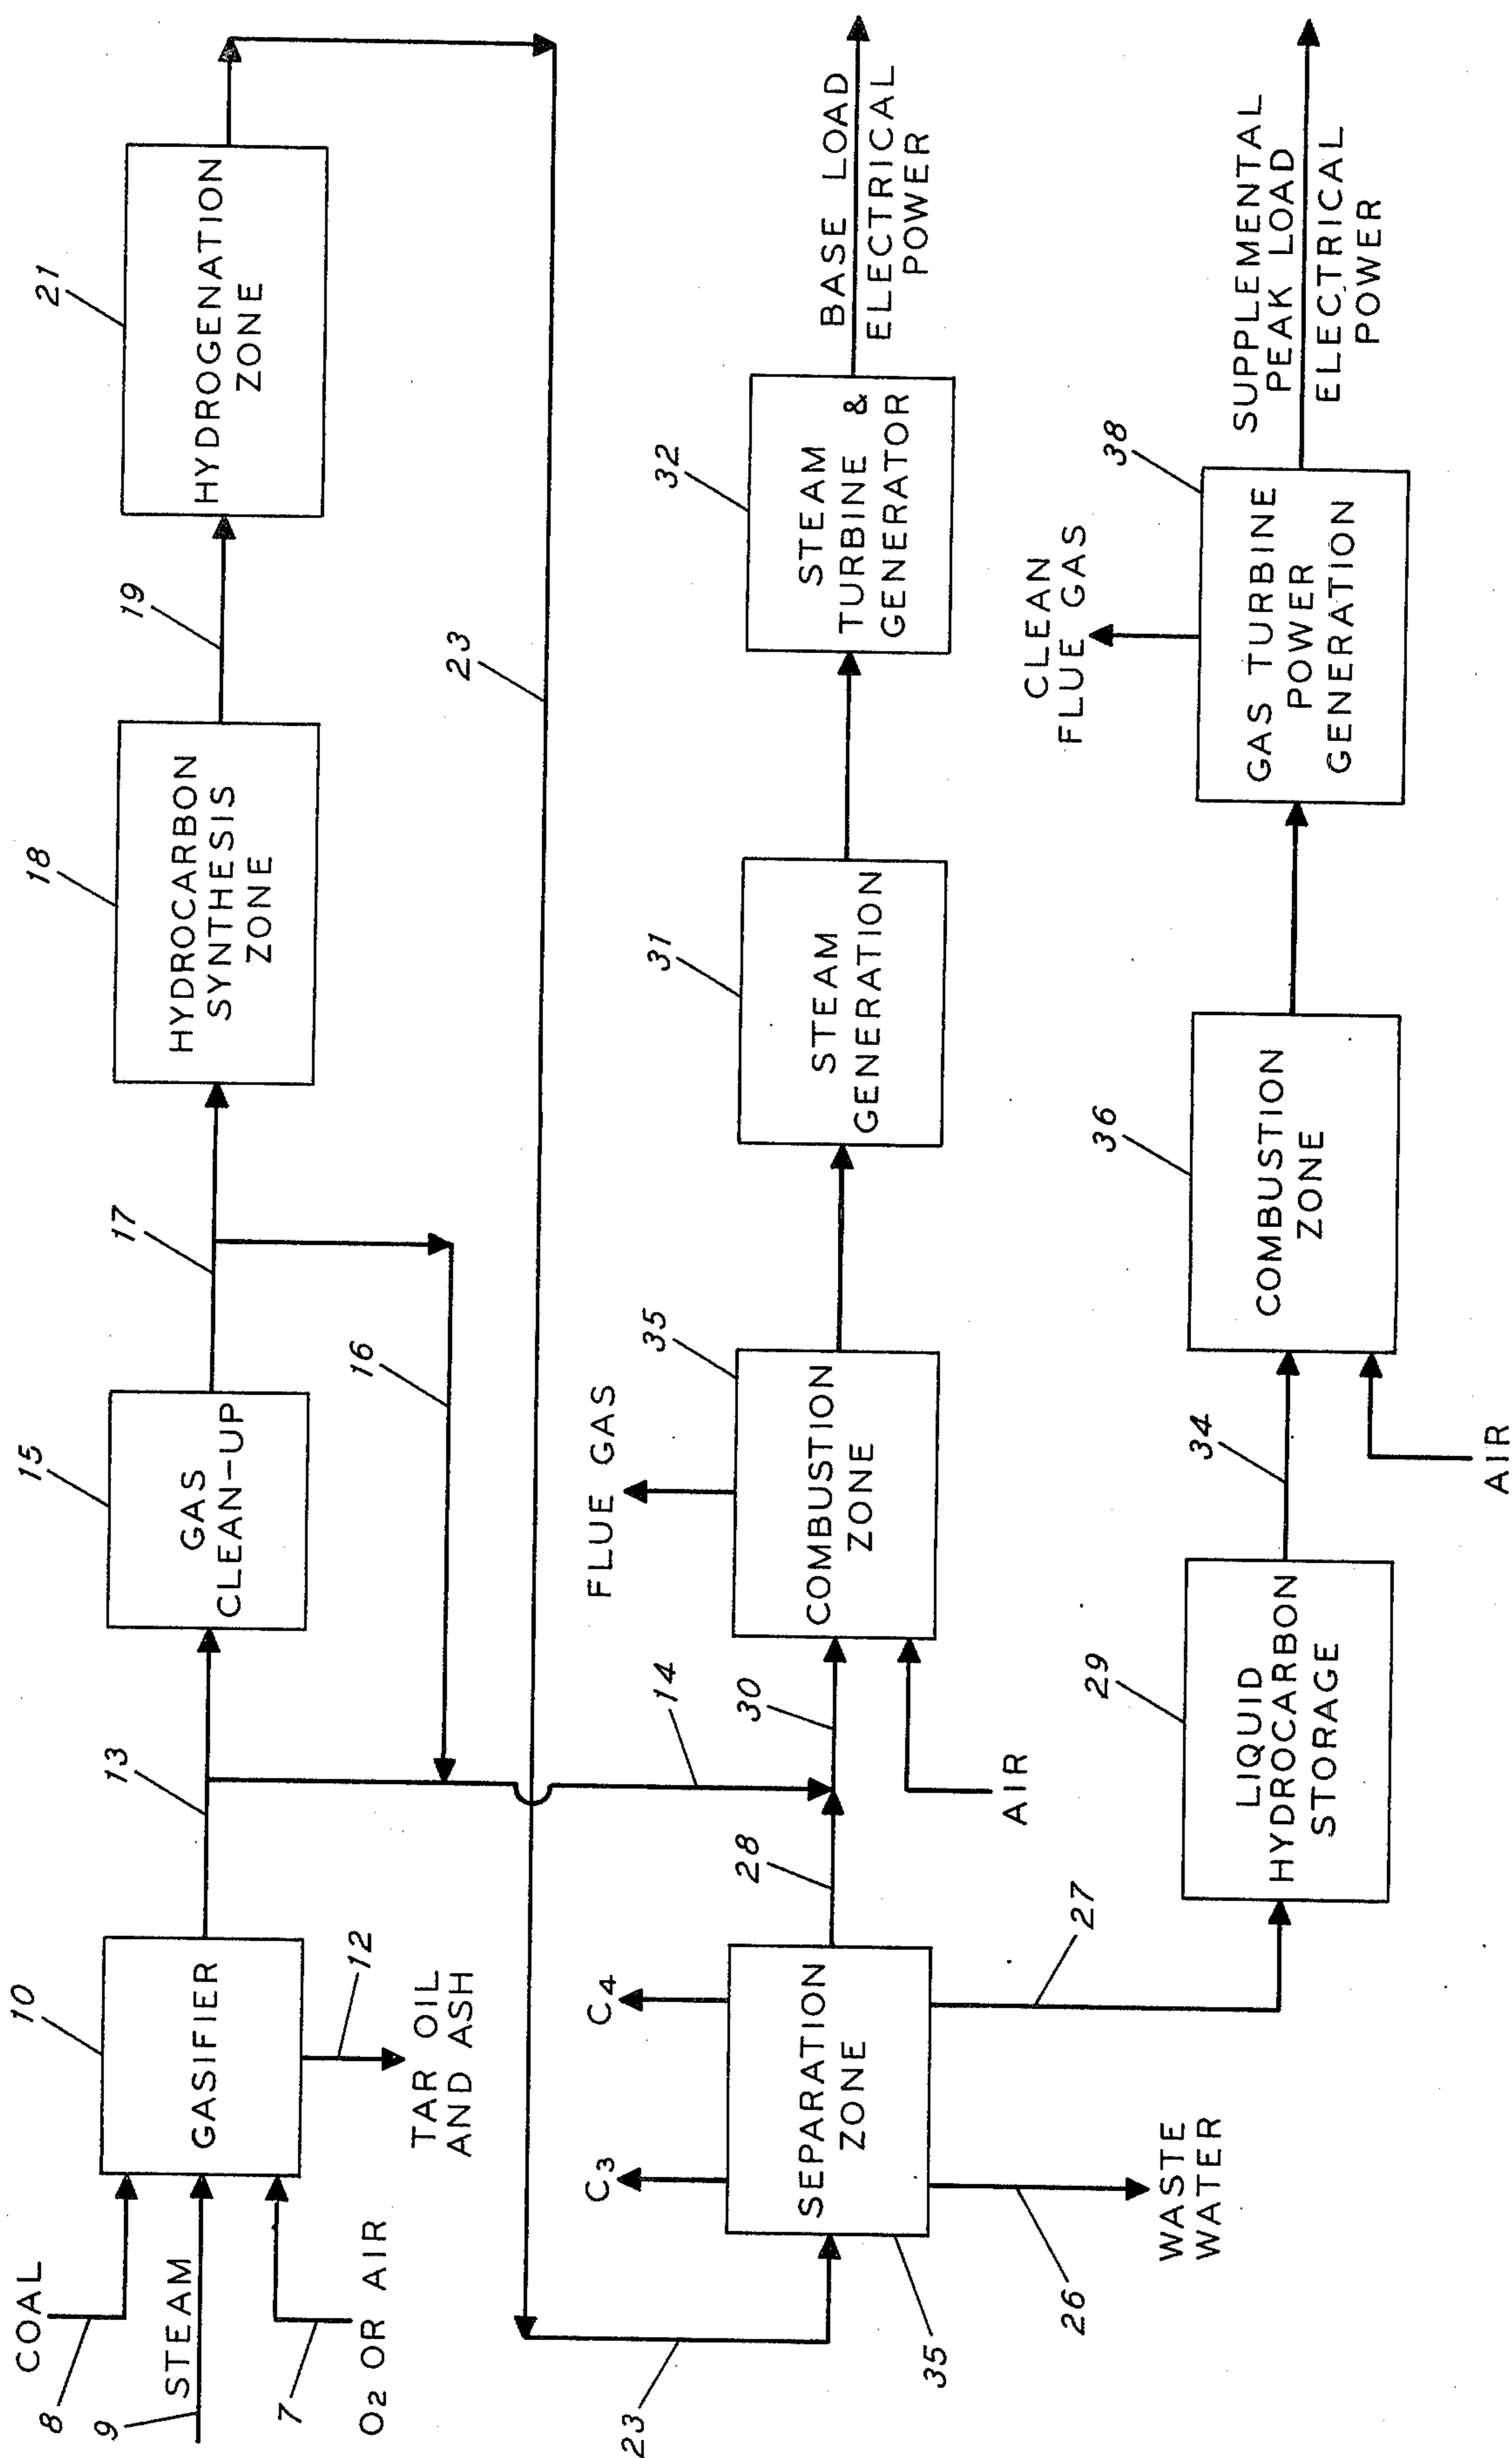 COAL
8
STEAM
9
7
O2 OR AIR
10
GASIFIER
12
TAR OIL
AND ASH
13
15
GAS
CLEAN-UP
17
16
18
HYDROCARBON
SYNTHESIS
ZONE
19
21
HYDROGENATION
ZONE
23
23
C3
C4
SEPARATION
ZONE
35
26
WASTE
WATER
27
28
14
30
AIR
FLUE GAS
35
COMBUSTION
ZONE
31
STEAM
GENERATION
32
STEAM
TURBINE &
GENERATOR
BASE LOAD
ELECTRICAL
POWER
29
LIQUID
HYDROCARBON
STORAGE
34
AIR
36
COMBUSTION
ZONE
CLEAN
FLUE GAS
38
GAS TURBINE
POWER
GENERATION
SUPPLEMENTAL
PEAK LOAD
ELECTRICAL
POWER